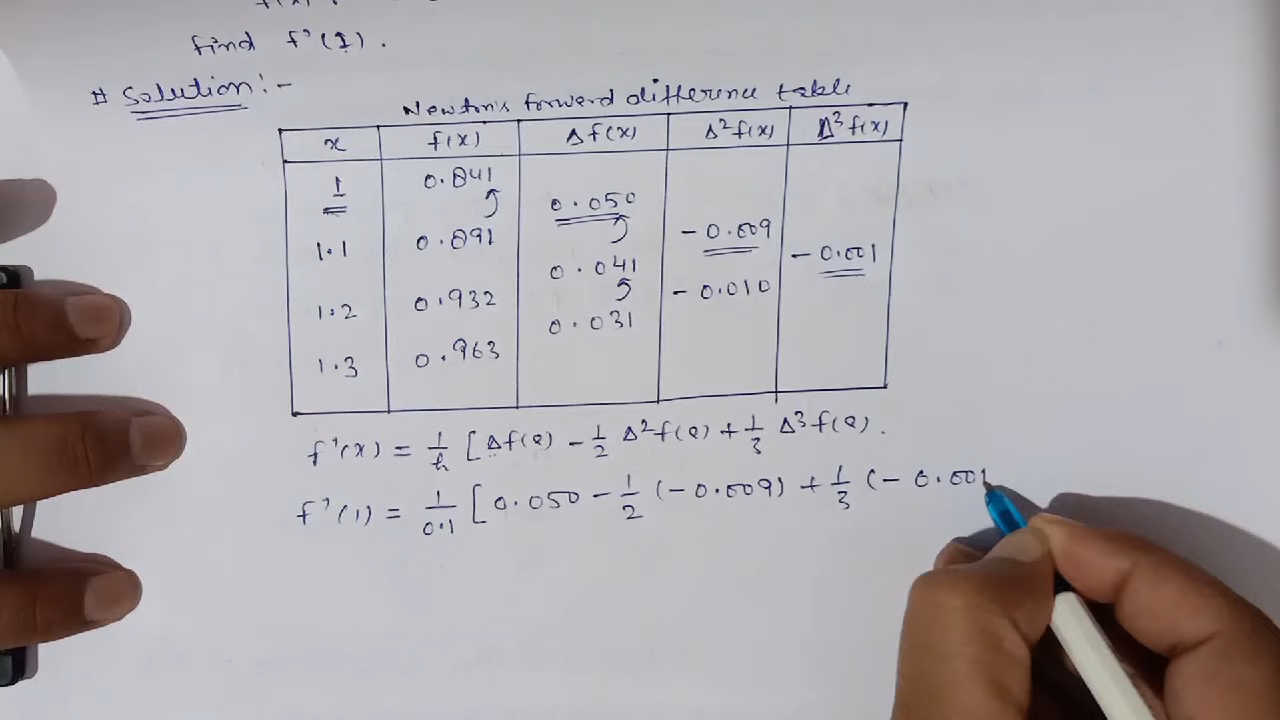 find f'(1).
# Solution:-
Newton's forward difference table
x f(x) Δf(x) Δ²f(x) Δ³f(x)
1 0.841
0.050
1.1 0.891 -0.009
0.041 -0.001
1.2 0.932 -0.010
0.031
1.3 0.963
f'(x) = 1/h [Δf(a) - 1/2 Δ²f(a) + 1/3 Δ³f(a).
f'(1) = 1/0.1 [0.050 - 1/2 (-0.009) + 1/3 (-0.001